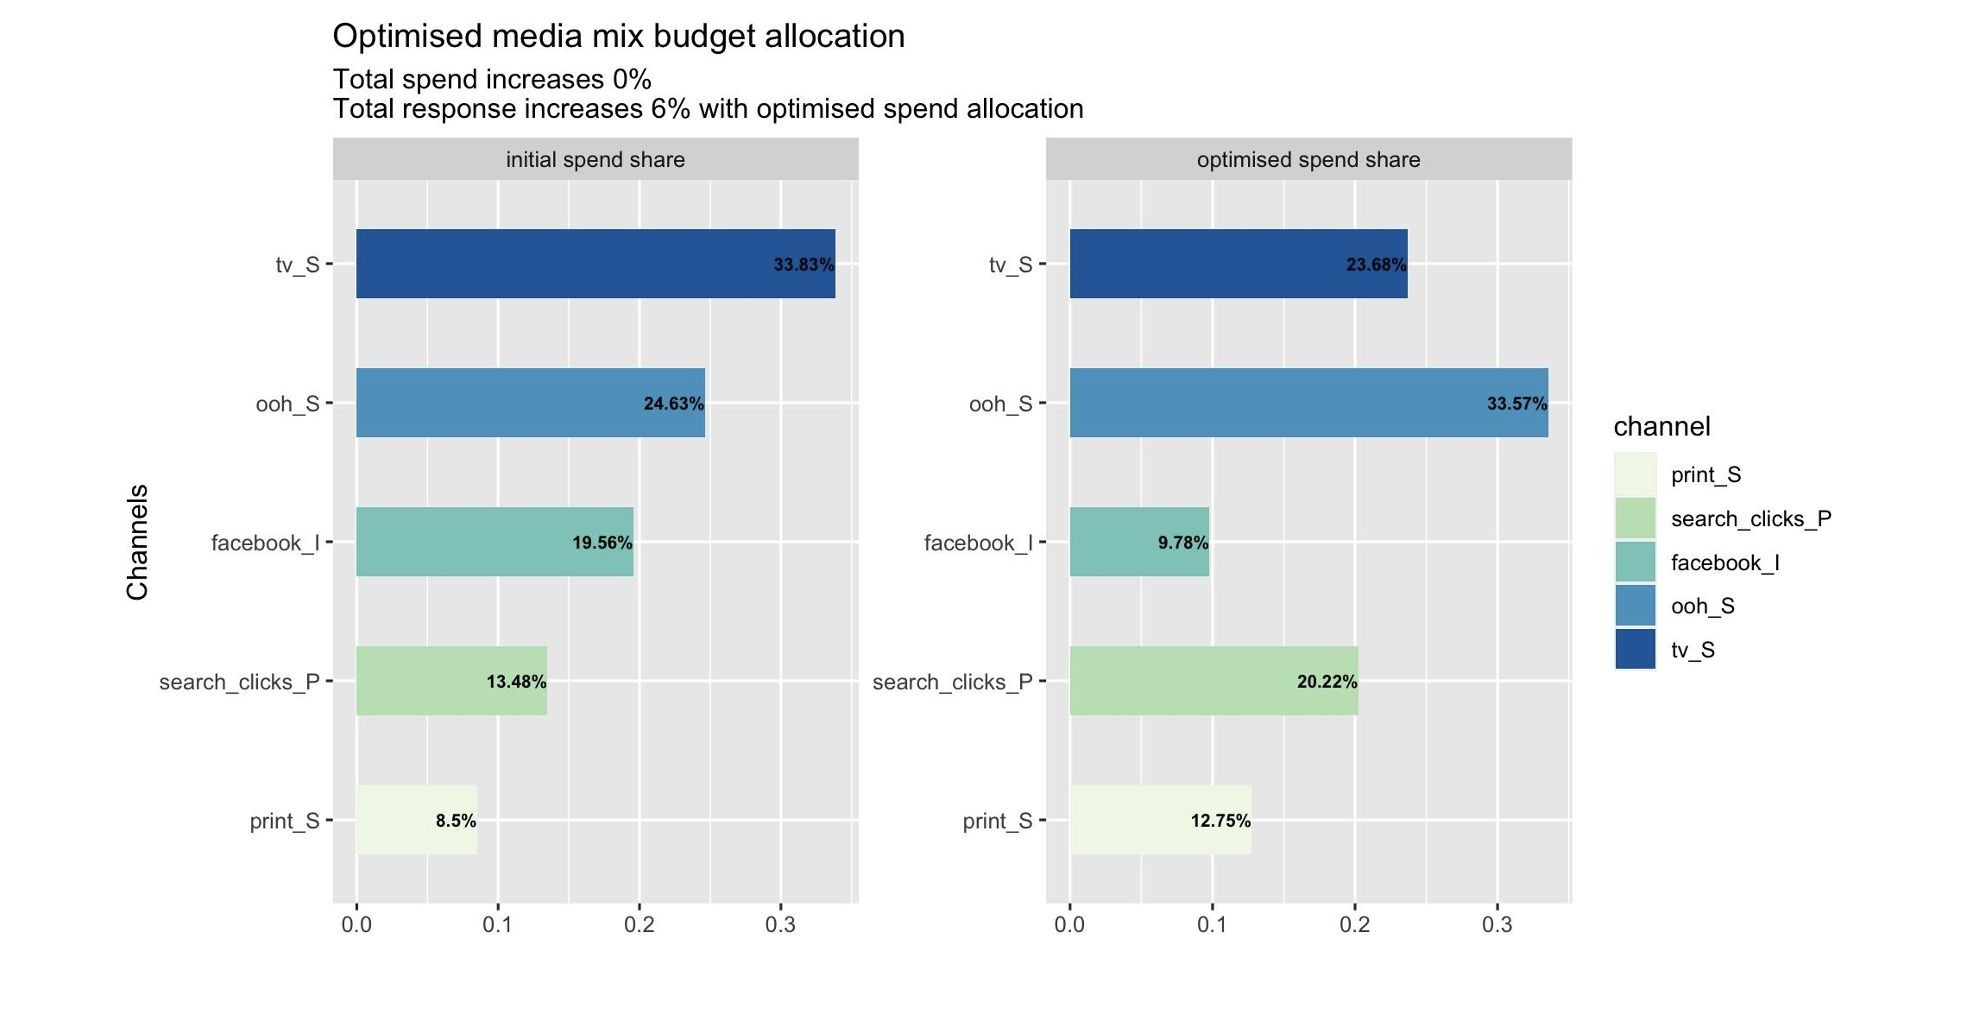 Optimised media mix budget allocation
Total spend increases 0%
Total response increases 6% with optimised spend allocation
initial spend share
optimised spend share
Channels
tv_S
33.83%
ooh_S
24.63%
facebook_I
19.56%
search_clicks_P
13.48%
print_S
8.5%
0.0 0.1 0.2 0.3
tv_S
23.68%
ooh_S
33.57%
facebook_I
9.78%
search_clicks_P
20.22%
print_S
12.75%
0.0 0.1 0.2 0.3
channel
print_S
search_clicks_P
facebook_I
ooh_S
tv_S